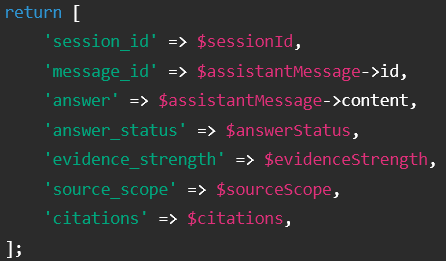 return [
    'session_id' => $sessionId,
    'message_id' => $assistantMessage->id,
    'answer' => $assistantMessage->content,
    'answer_status' => $answerStatus,
    'evidence_strength' => $evidenceStrength,
    'source_scope' => $sourceScope,
    'citations' => $citations,
];